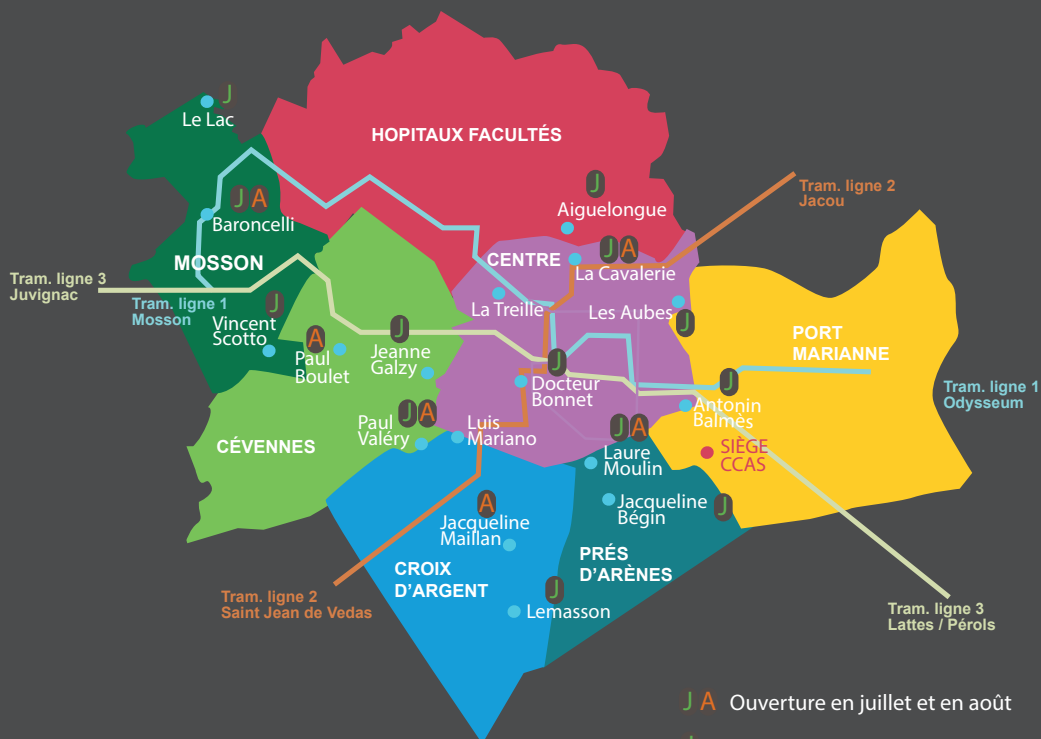 J
Le Lac
HOPITAUX FACULTÉS
J A
Baroncelli
J
Aiguelongue
Tram. ligne 2
Jacou
MOSSON
CENTRE
J A
La Cavalerie
Tram. ligne 3
Juvignac
Tram. ligne 1
Mosson
J
Vincent
Scotto
A
Paul
Boulet
J
Jeanne
Galzy
La Treille
Les Aubes
J
PORT
MARIANNE
J
Docteur
Bonnet
J
Antonin
Balmès
Tram. ligne 1
Odysseum
CÉVENNES
J A
Paul
Valéry
Luis
Mariano
J A
Laure
Moulin
SIÈGE
CCAS
A
Jacqueline
Maillan
Jacqueline
Bégin
J
CROIX
D'ARGENT
PRÉS
D'ARÈNES
Tram. ligne 2
Saint Jean de Vedas
J
Lemasson
Tram. ligne 3
Lattes / Pérols
J A Ouverture en juillet et en août